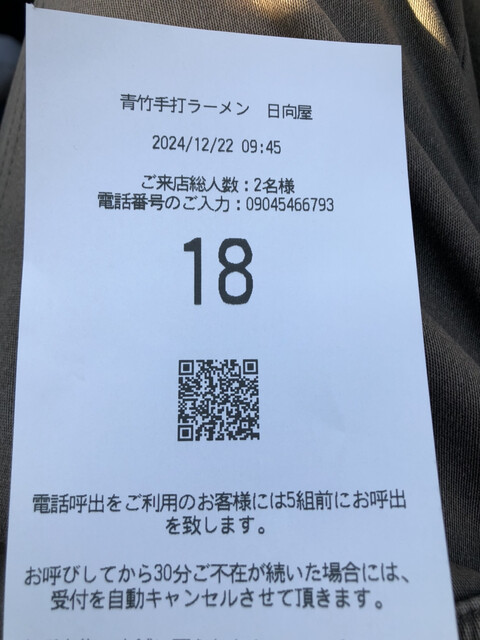 青竹手打ラーメン　日向屋
2024/12/22 09:45
ご来店総人数：2名様
電話番号のご入力：09045466793
18
電話呼出をご利用のお客様には5組前にお呼出
を致します。
お呼びしてから30分ご不在が続いた場合には、
受付を自動キャンセルさせて頂きます。